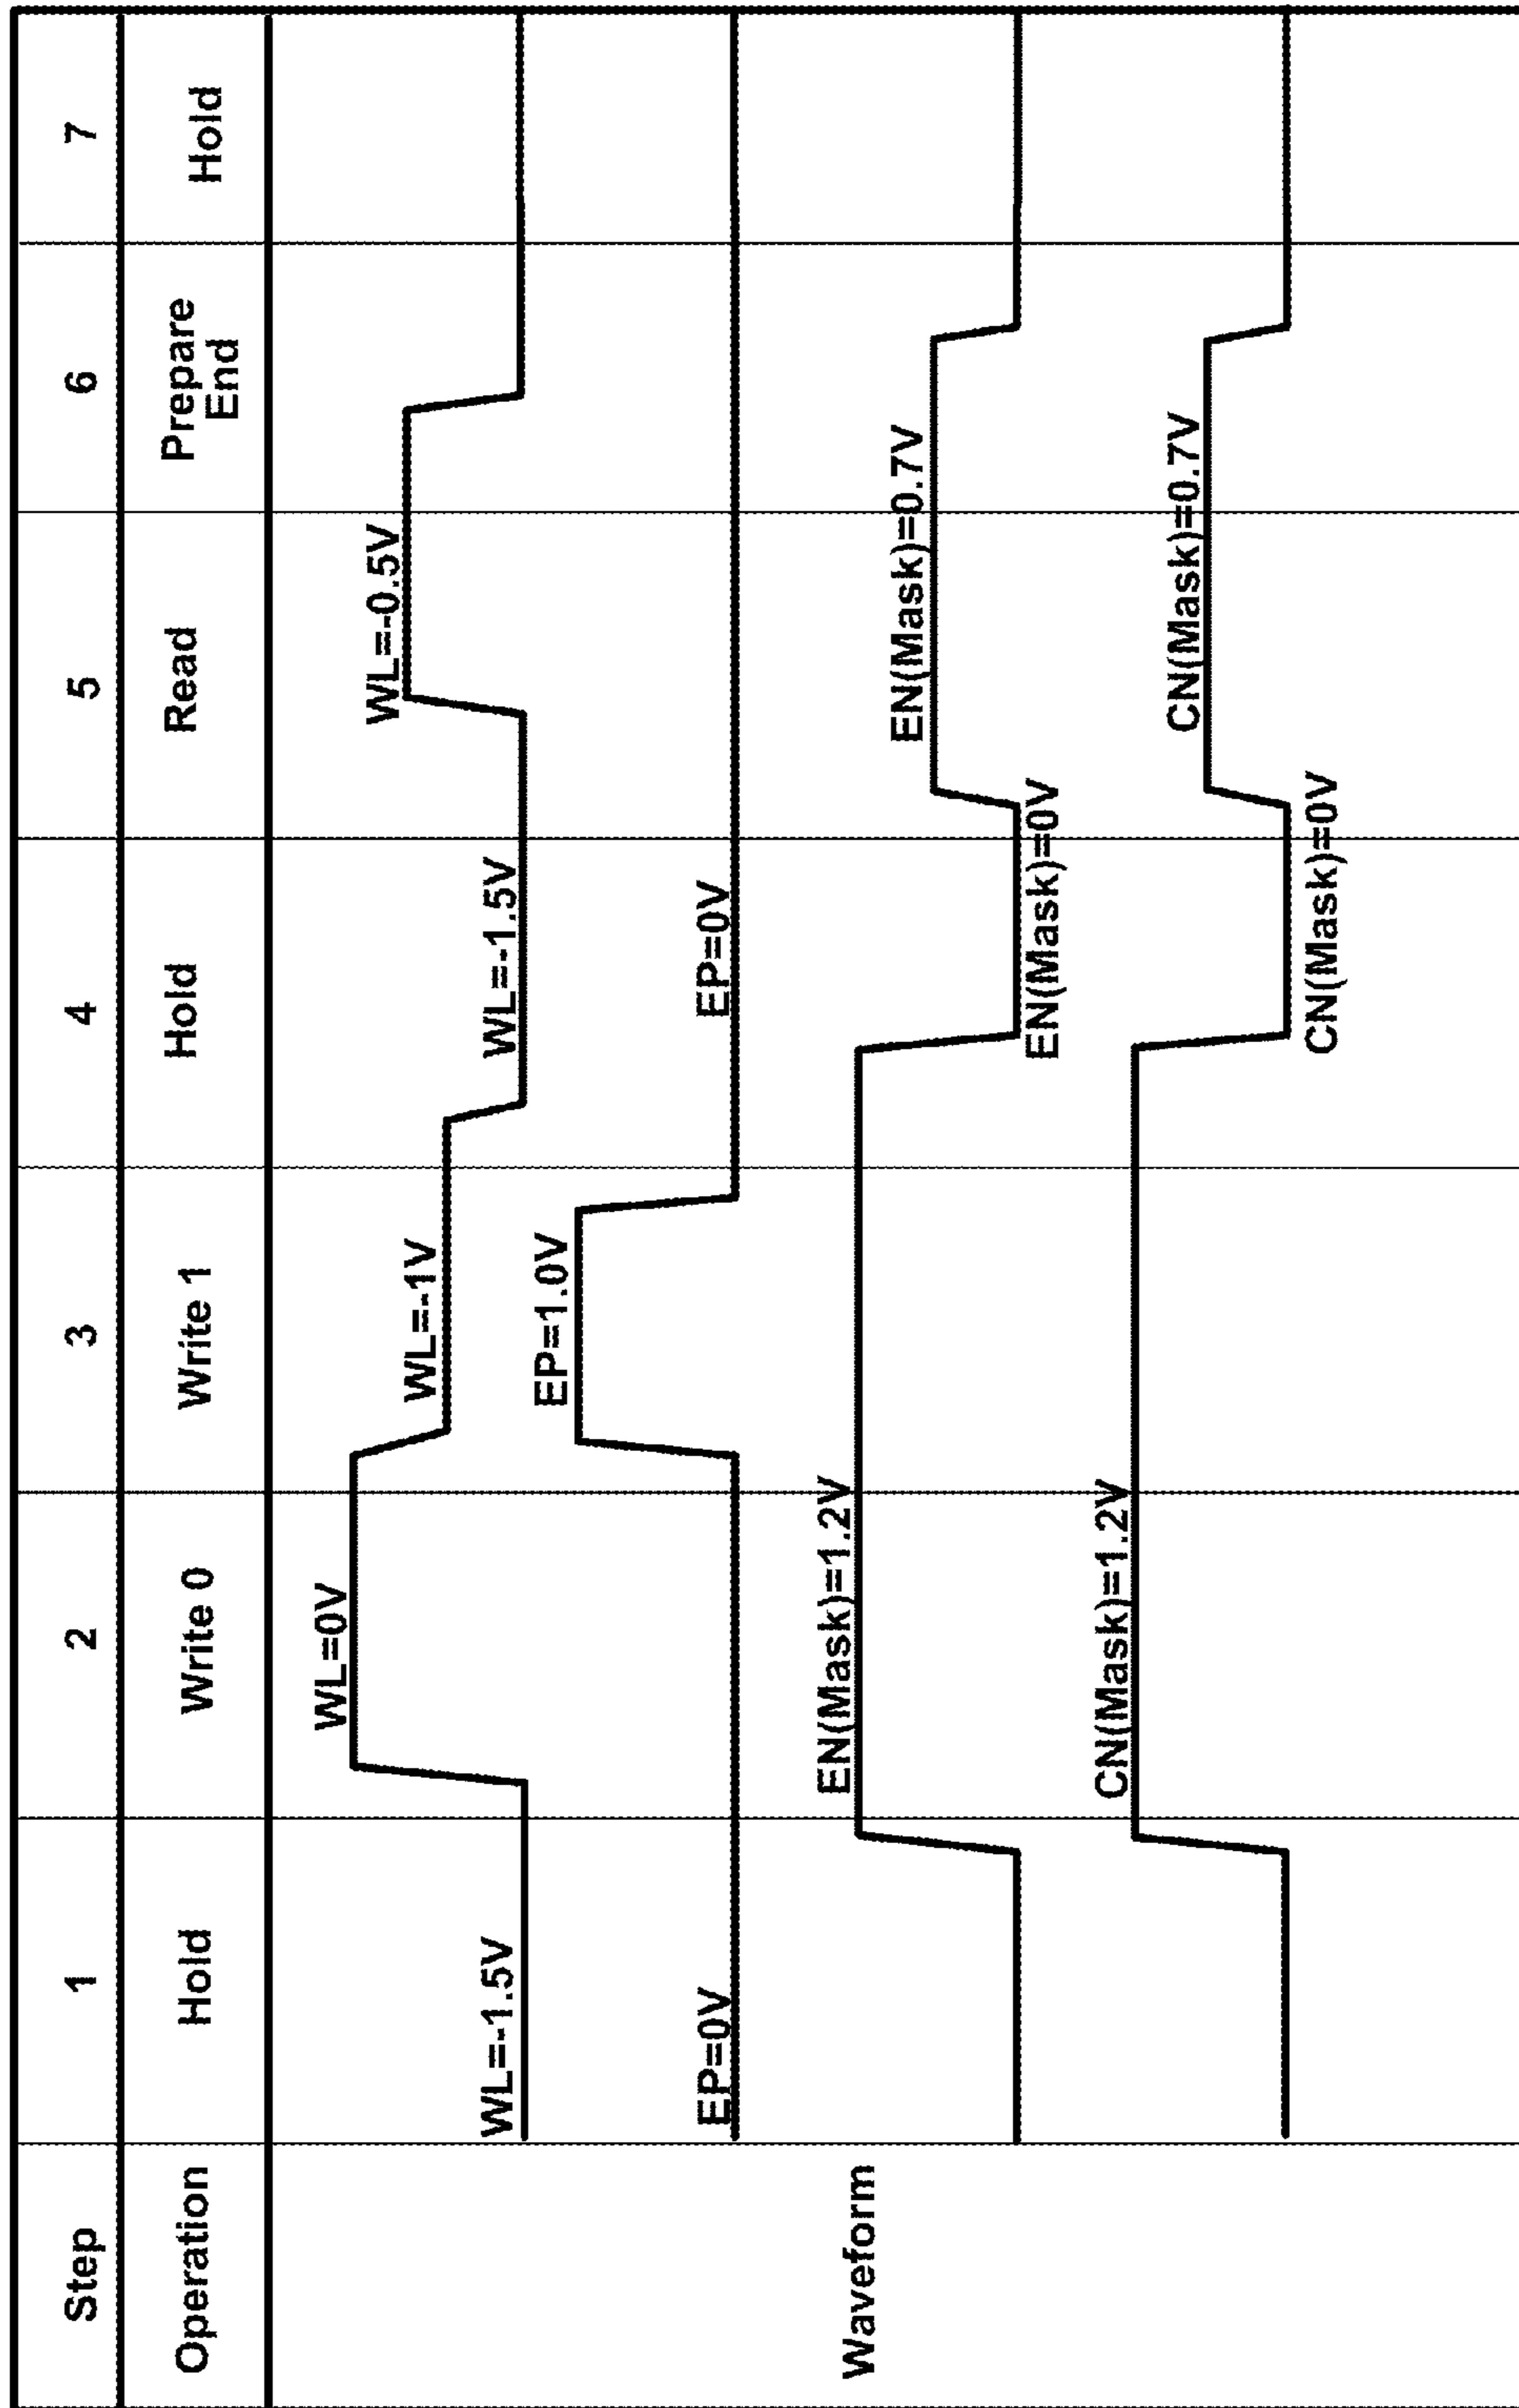 Step 1 2 3 4 5 6 7
Operation Hold Write 0 Write 1 Hold Read Prepare End Hold
Waveform
WL=-1.5V
WL=0V
WL=-1V
WL=-1.5V
WL=-0.5V
EP=0V
EP=1.0V
EP=0V
EN(Mask)=1.2V
EN(Mask)=0V
EN(Mask)=0.7V
CN(Mask)=1.2V
CN(Mask)=0V
CN(Mask)=0.7V